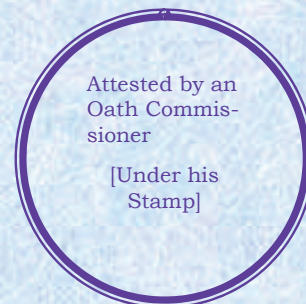 Attested by an
Oath Commis-
sioner
[Under his
Stamp]